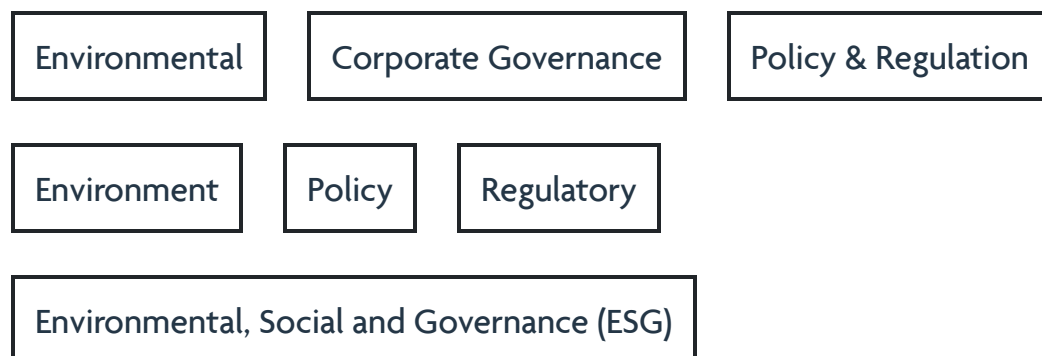 Environmental Corporate Governance Policy & Regulation
Environment Policy Regulatory
Environmental, Social and Governance (ESG)